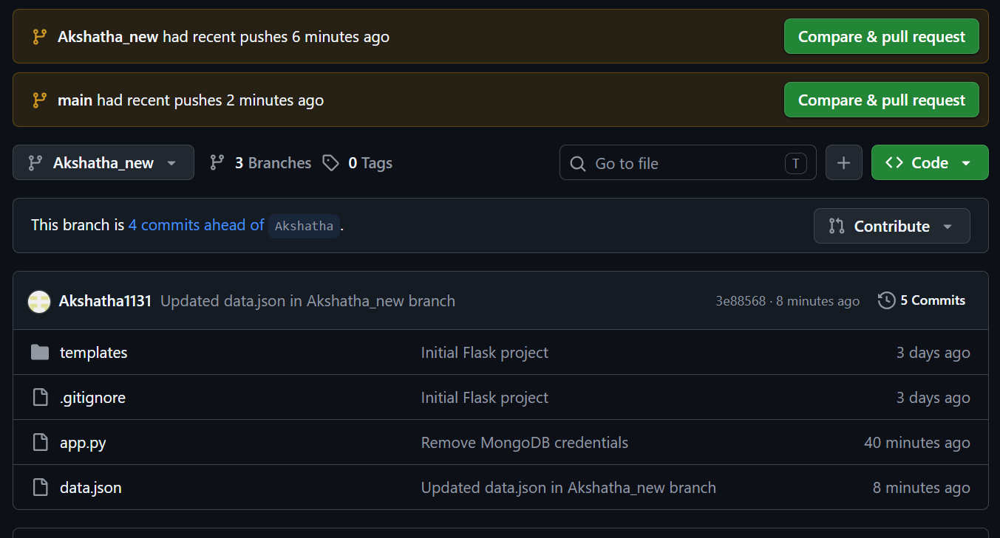 Akshatha_new had recent pushes 6 minutes ago
Compare & pull request
main had recent pushes 2 minutes ago
Compare & pull request
Akshatha_new
3 Branches
0 Tags
Go to file
T
Code
This branch is 4 commits ahead of Akshatha.
Contribute
Akshatha1131 Updated data.json in Akshatha_new branch
3e88568 · 8 minutes ago
5 Commits
templates Initial Flask project 3 days ago
.gitignore Initial Flask project 3 days ago
app.py Remove MongoDB credentials 40 minutes ago
data.json Updated data.json in Akshatha_new branch 8 minutes ago